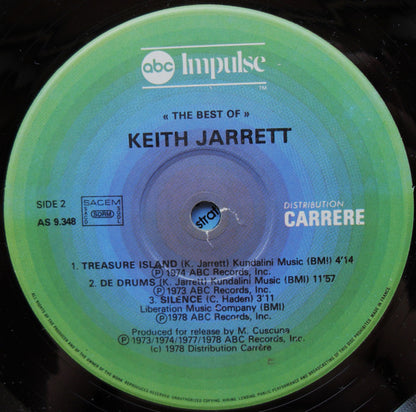 abc Impulse
TM
« THE BEST OF »
KEITH JARRETT
SIDE 2
AS 9.348
SACEM
SDRM
DISTRIBUTION
CARRERE
strat
1. TREASURE ISLAND (K. Jarrett) Kundalini Music (BMI) 4'14
Ⓟ 1974 ABC Records, Inc.
2. DE DRUMS (K. Jarrett) Kundalini Music (BMI) 11'57
Ⓟ 1973 ABC Records, Inc.
3. SILENCE (C. Haden) 3'11
Liberation Music Company (BMI)
Ⓟ 1978 ABC Records, Inc.
Produced for release by M. Cuscuna
Ⓟ 1973/1974/1977/1978 ABC Records, Inc.
(c) 1978 Distribution Carrère